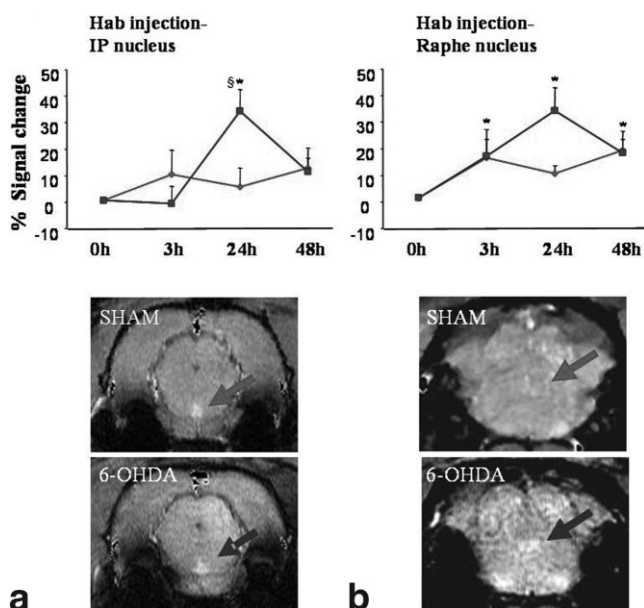 Hab injection-
IP nucleus
Hab injection-
Raphe nucleus
% Signal change
50
40
30
20
10
0
-10
§*
0h 3h 24h 48h
50
40
30
20
10
0
-10
*
*
*
0h 3h 24h 48h
SHAM
SHAM
6-OHDA
6-OHDA
a
b